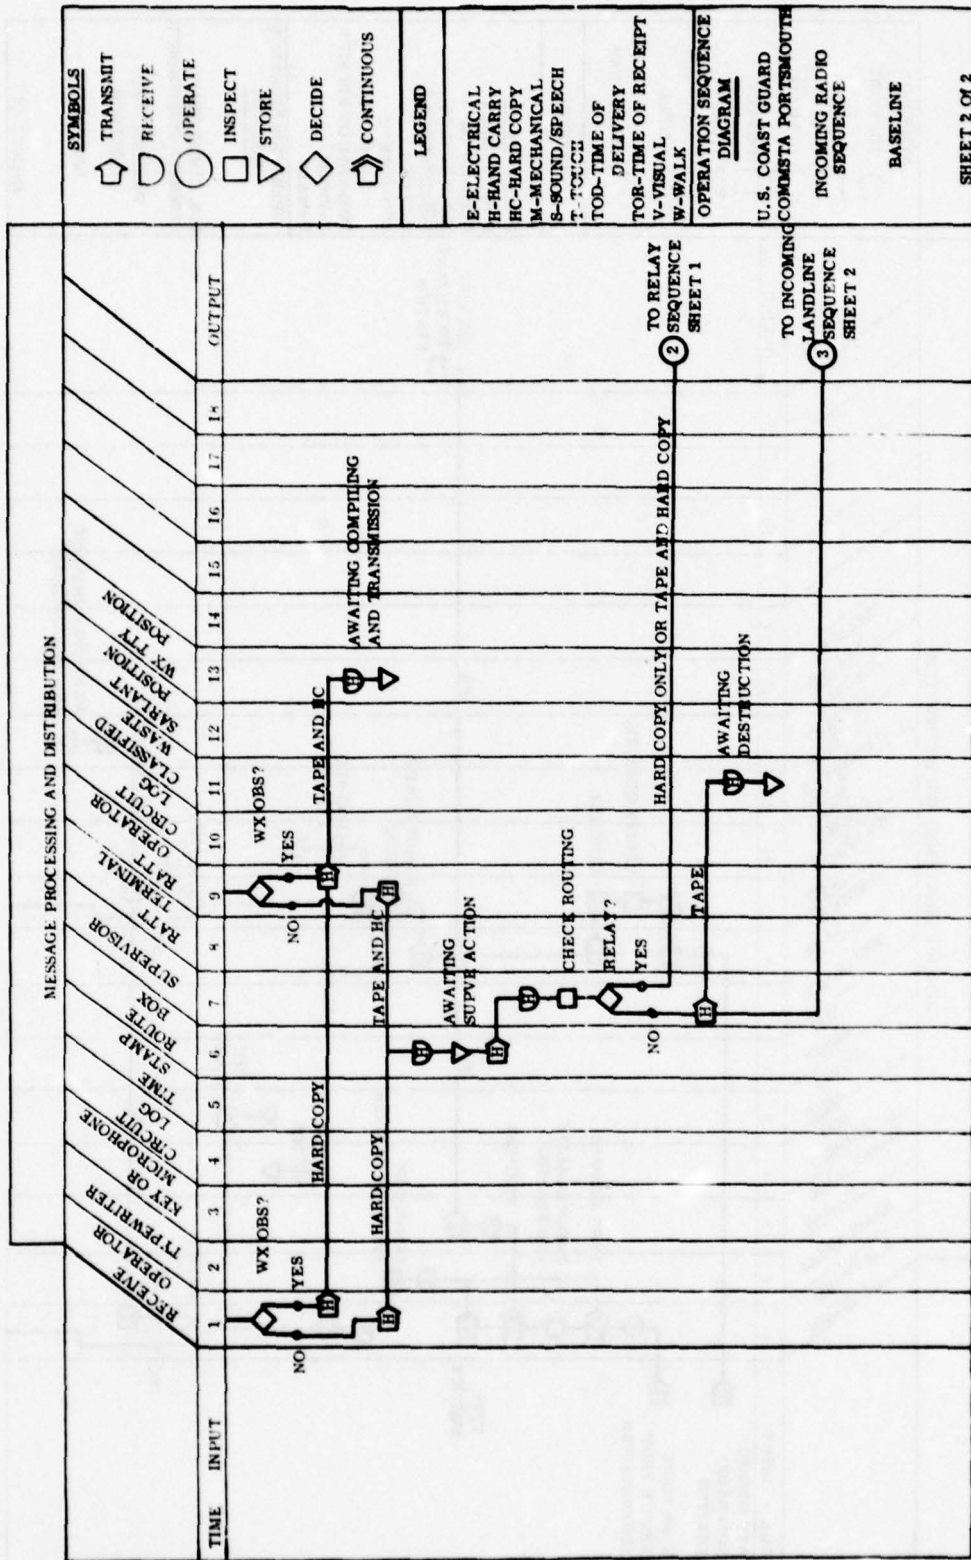 MESSAGE PROCESSING AND DISTRIBUTION
RECEIVE OPERATOR
TYPEWRITER
KEY OR MICROPHONE
CIRCUIT LOG
TIME STAMP
ROUTE BOX
SUPERVISOR
RATT TERMINAL
RATT OPERATOR
CIRCUIT LOG
CLASSIFIED WASTE
SARLANT POSITION
WX TTY POSITION
TIME
INPUT
1
2
3
4
5
6
7
8
9
10
11
12
13
14
15
16
17
18
OUTPUT
WX OBS?
NO
YES
H
HARD COPY
WX OBS?
NO
YES
H
TAPE AND HC
H
AWAITING COMPILING
AND TRANSMISSION
H
HARD COPY
TAPE AND HC
H
H
AWAITING
SUPVR ACTION
H
H
CHECK ROUTING
RELAY?
NO
YES
HARD COPY ONLY OR TAPE AND HARD COPY
2
TO RELAY
SEQUENCE
SHEET 1
H
TAPE
H
AWAITING
DESTRUCTION
3
TO INCOMING
LANDLINE
SEQUENCE
SHEET 2
SYMBOLS
TRANSMIT
RECEIVE
OPERATE
INSPECT
STORE
DECIDE
CONTINUOUS
LEGEND
E-ELECTRICAL
H-HAND CARRY
HC-HARD COPY
M-MECHANICAL
S-SOUND/SPEECH
T-TOUCH
TOD-TIME OF
DELIVERY
TOR-TIME OF RECEIPT
V-VISUAL
W-WALK
OPERATION SEQUENCE
DIAGRAM
U.S. COAST GUARD
COMMSTA PORTSMOUTH
INCOMING RADIO
SEQUENCE
BASELINE
SHEET 2 Of 2